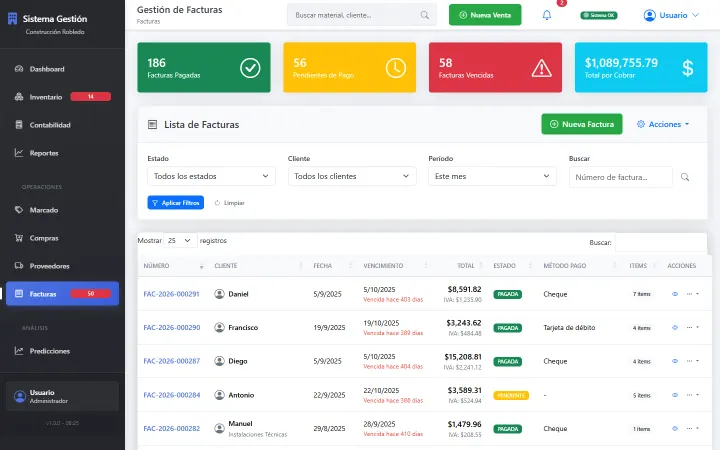 Sistema Gestión
Construcción Robledo
Dashboard
Inventario 14
Contabilidad
Reportes
OPERACIONES
Marcado
Compras
Proveedores
Facturas 50
ANÁLISIS
Predicciones
Usuario
Administrador
Gestión de Facturas
Facturas
Buscar material, cliente...
Nueva Venta
2
Sistema OK
Usuario
186
Facturas Pagadas
56
Pendientes de Pago
58
Facturas Vencidas
$1,089,755.79
Total por Cobrar
Lista de Facturas
Nueva Factura
Acciones
Estado Cliente Período Buscar
Todos los estados Todos los clientes Este mes Número de factura...
Aplicar Filtros Limpiar
Mostrar 25 registros Buscar:
NÚMERO CLIENTE FECHA VENCIMIENTO TOTAL ESTADO MÉTODO PAGO ITEMS ACCIONES
FAC-2026-000291 Daniel 5/9/2025 5/10/2025 $8,591.82 PAGADA Cheque 7 items
Vencida hace 403 días IVA: $1,235.90
FAC-2026-000290 Francisco 19/9/2025 19/10/2025 $3,243.62 PAGADA Tarjeta de débito 4 items
Vencida hace 389 días IVA: $484.48
FAC-2026-000287 Diego 5/9/2025 5/10/2025 $15,208.81 PAGADA Cheque 4 items
Vencida hace 404 días IVA: $2,241.12
FAC-2026-000284 Antonio 22/9/2025 22/10/2025 $3,589.31 PENDIENTE - 5 items
Vencida hace 388 días IVA: $524.94
FAC-2026-000282 Manuel 29/8/2025 28/9/2025 $1,479.96 PAGADA Cheque 1 items
Instalaciones Técnicas Vencida hace 410 días IVA: $208.55